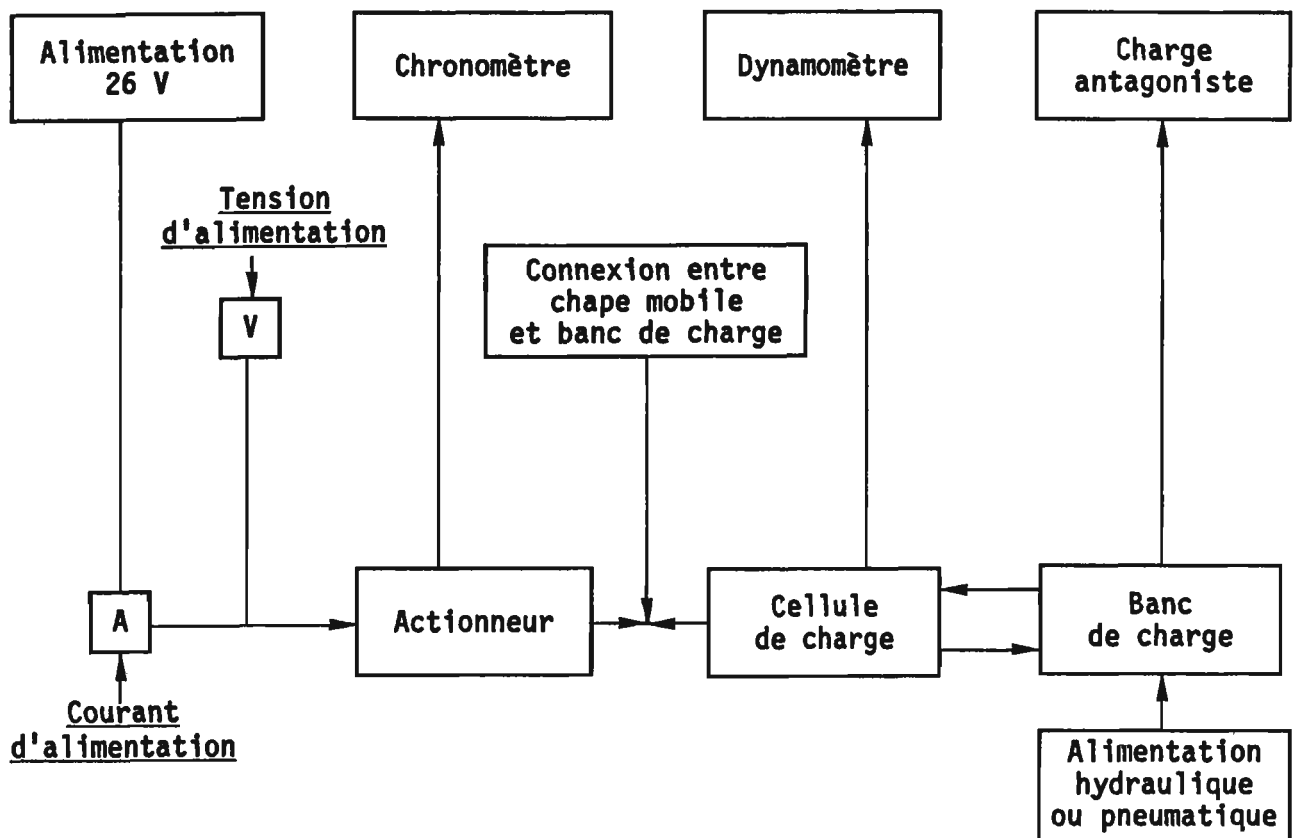 Alimentation
26 V
Chronomètre
Dynamomètre
Charge
antagoniste
Tension
d'alimentation
V
Connexion entre
chape mobile
et banc de charge
A
Actionneur
Cellule
de charge
Banc
de charge
Courant
d'alimentation
Alimentation
hydraulique
ou pneumatique